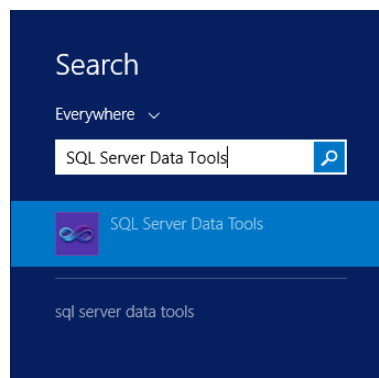 Search
Everywhere
SQL Server Data Tools
SQL Server Data Tools
sql server data tools